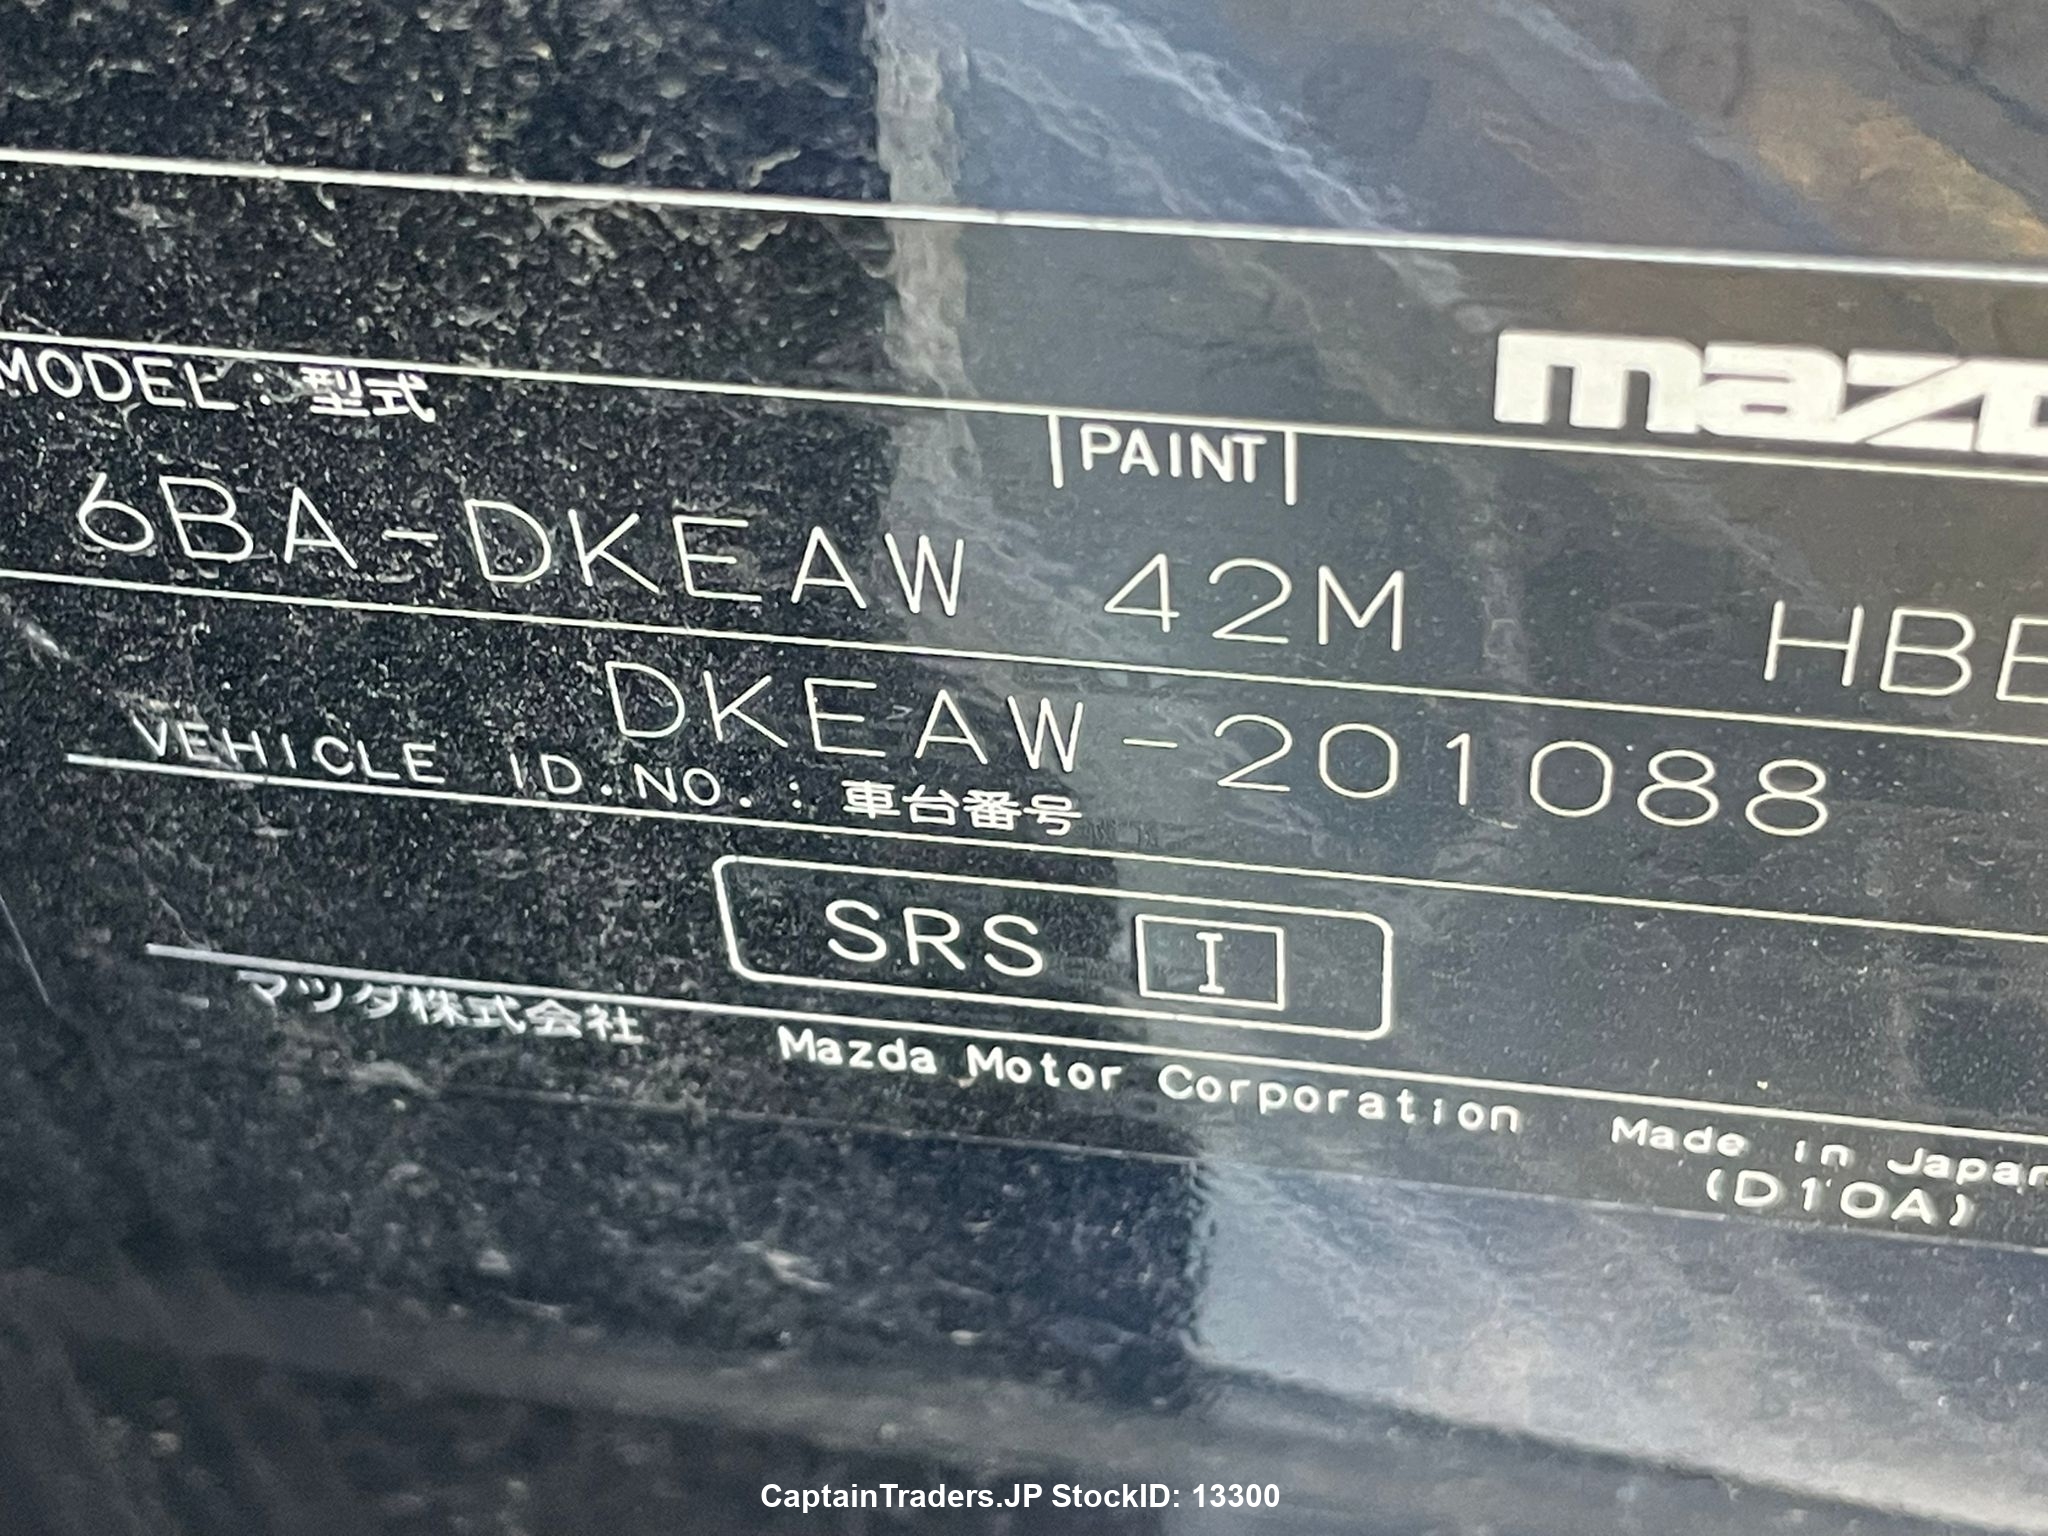 mazd
MODEL : 型式
PAINT
6BA-DKEAW 42M HBE
DKEAW-201088
VEHICLE ID.NO. : 車台番号
SRS I
マツダ株式会社 Mazda Motor Corporation Made in Japan
(D10A)
CaptainTraders.JP StockID: 13300